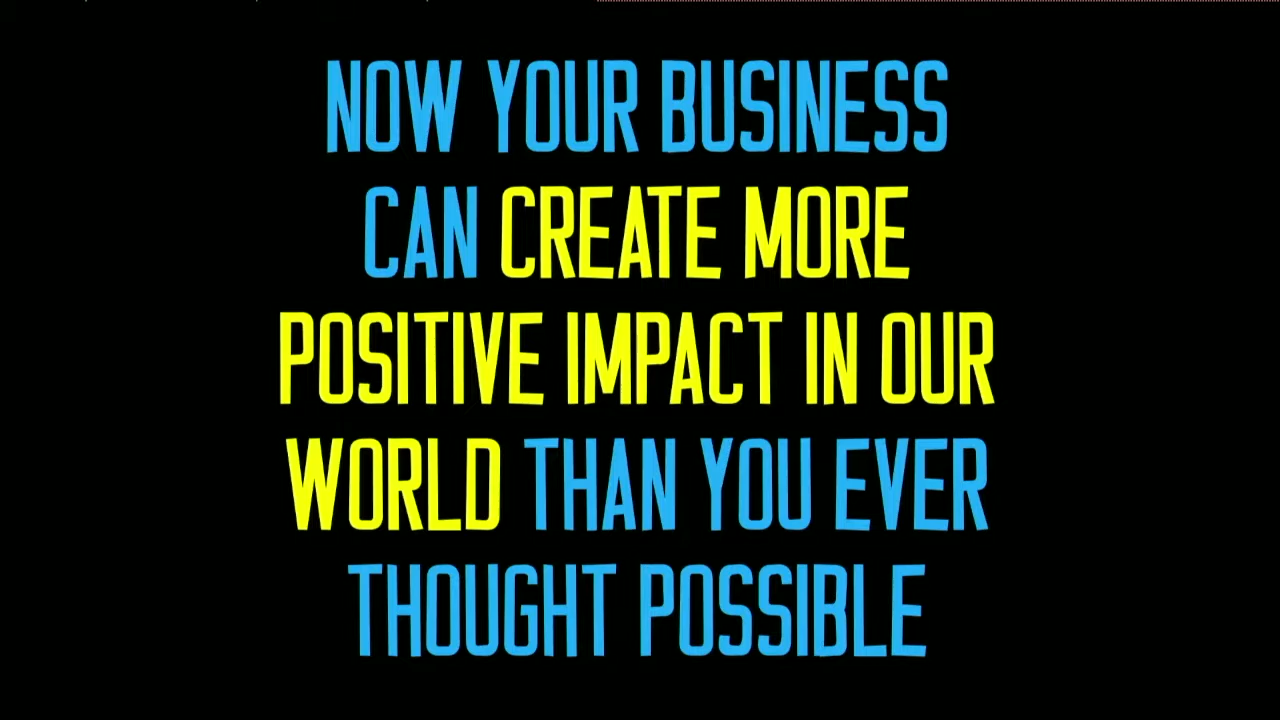 NOW YOUR BUSINESS
CAN CREATE MORE
POSITIVE IMPACT IN OUR
WORLD THAN YOU EVER
THOUGHT POSSIBLE